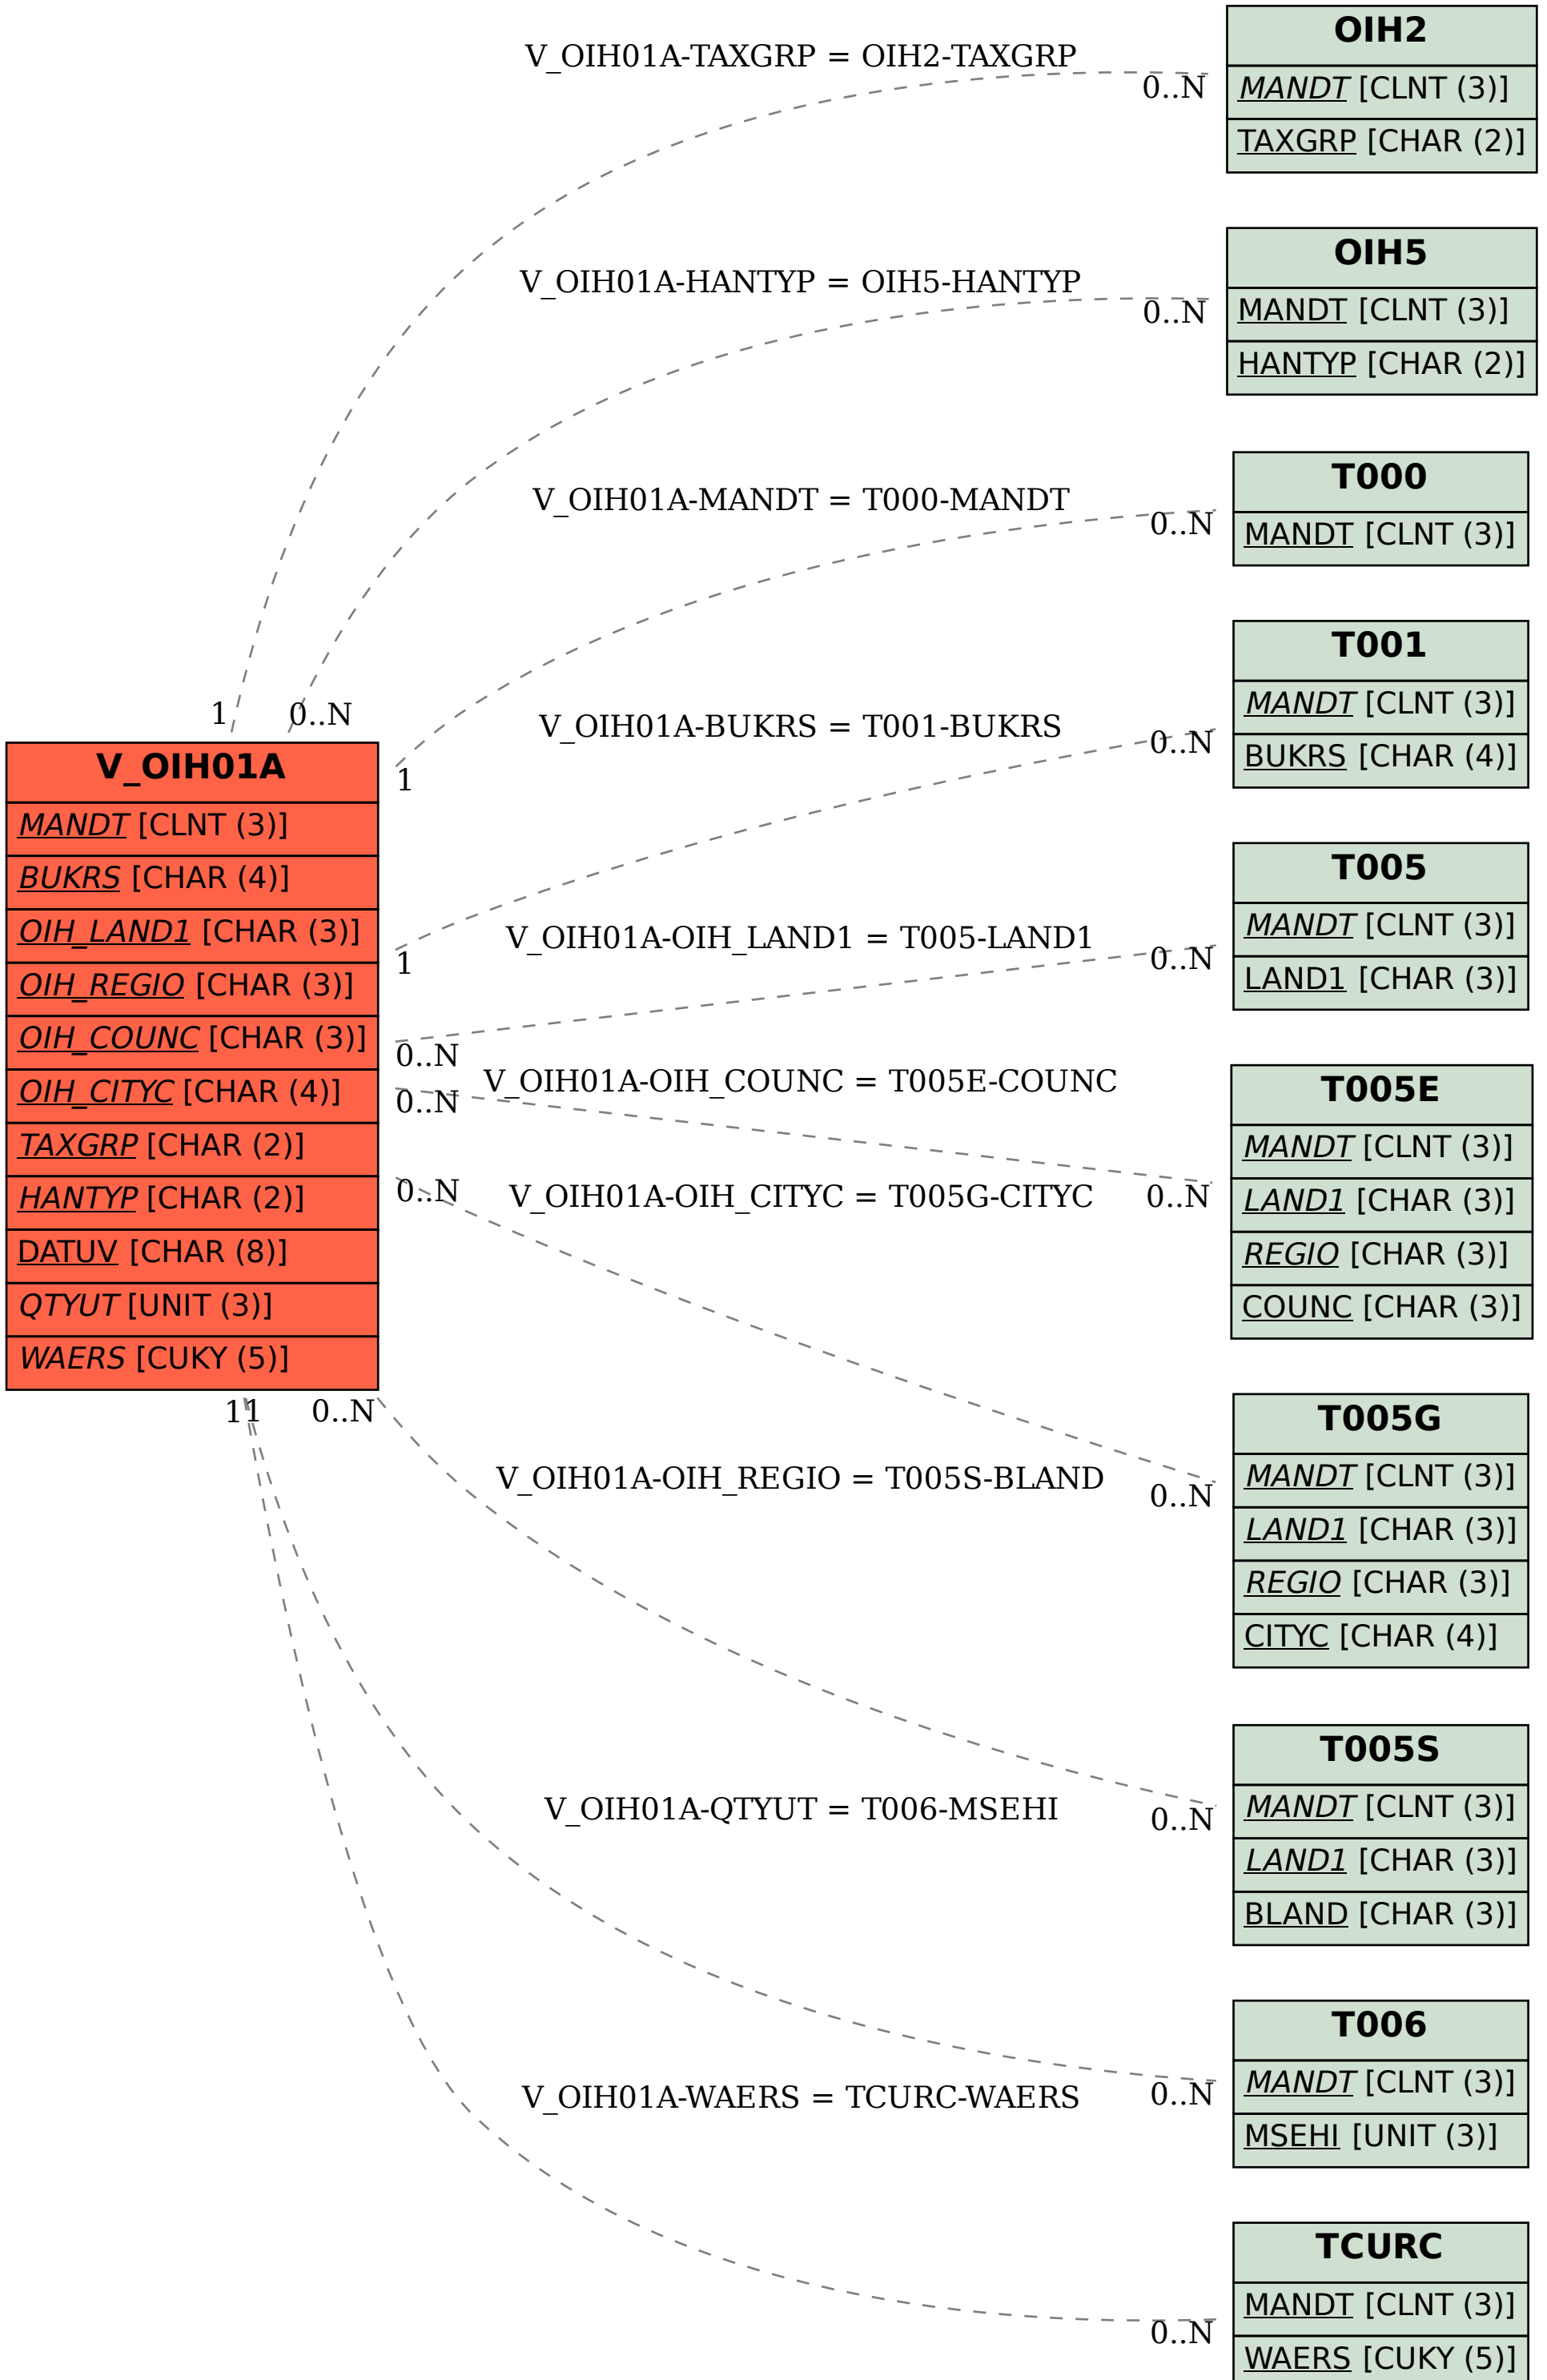 V_OIH01A-TAXGRP = OIH2-TAXGRP
0..N
OIH2
MANDT [CLNT (3)]
TAXGRP [CHAR (2)]
V_OIH01A-HANTYP = OIH5-HANTYP
0..N
OIH5
MANDT [CLNT (3)]
HANTYP [CHAR (2)]
V_OIH01A-MANDT = T000-MANDT
0..N
T000
MANDT [CLNT (3)]
1
0..N
1
V_OIH01A-BUKRS = T001-BUKRS
0..N
T001
MANDT [CLNT (3)]
BUKRS [CHAR (4)]
V_OIH01A
MANDT [CLNT (3)]
BUKRS [CHAR (4)]
OIH_LAND1 [CHAR (3)]
OIH_REGIO [CHAR (3)]
OIH_COUNC [CHAR (3)]
OIH_CITYC [CHAR (4)]
TAXGRP [CHAR (2)]
HANTYP [CHAR (2)]
DATUV [CHAR (8)]
QTYUT [UNIT (3)]
WAERS [CUKY (5)]
1
V_OIH01A-OIH_LAND1 = T005-LAND1
0..N
0..N
T005
MANDT [CLNT (3)]
LAND1 [CHAR (3)]
V_OIH01A-OIH_COUNC = T005E-COUNC
0..N
0..N
T005E
MANDT [CLNT (3)]
LAND1 [CHAR (3)]
REGIO [CHAR (3)]
COUNC [CHAR (3)]
0..N
V_OIH01A-OIH_CITYC = T005G-CITYC
0..N
T005G
MANDT [CLNT (3)]
LAND1 [CHAR (3)]
REGIO [CHAR (3)]
CITYC [CHAR (4)]
1
1
0..N
V_OIH01A-OIH_REGIO = T005S-BLAND
0..N
T005S
MANDT [CLNT (3)]
LAND1 [CHAR (3)]
BLAND [CHAR (3)]
V_OIH01A-QTYUT = T006-MSEHI
0..N
T006
MANDT [CLNT (3)]
MSEHI [UNIT (3)]
V_OIH01A-WAERS = TCURC-WAERS
0..N
TCURC
MANDT [CLNT (3)]
WAERS [CUKY (5)]